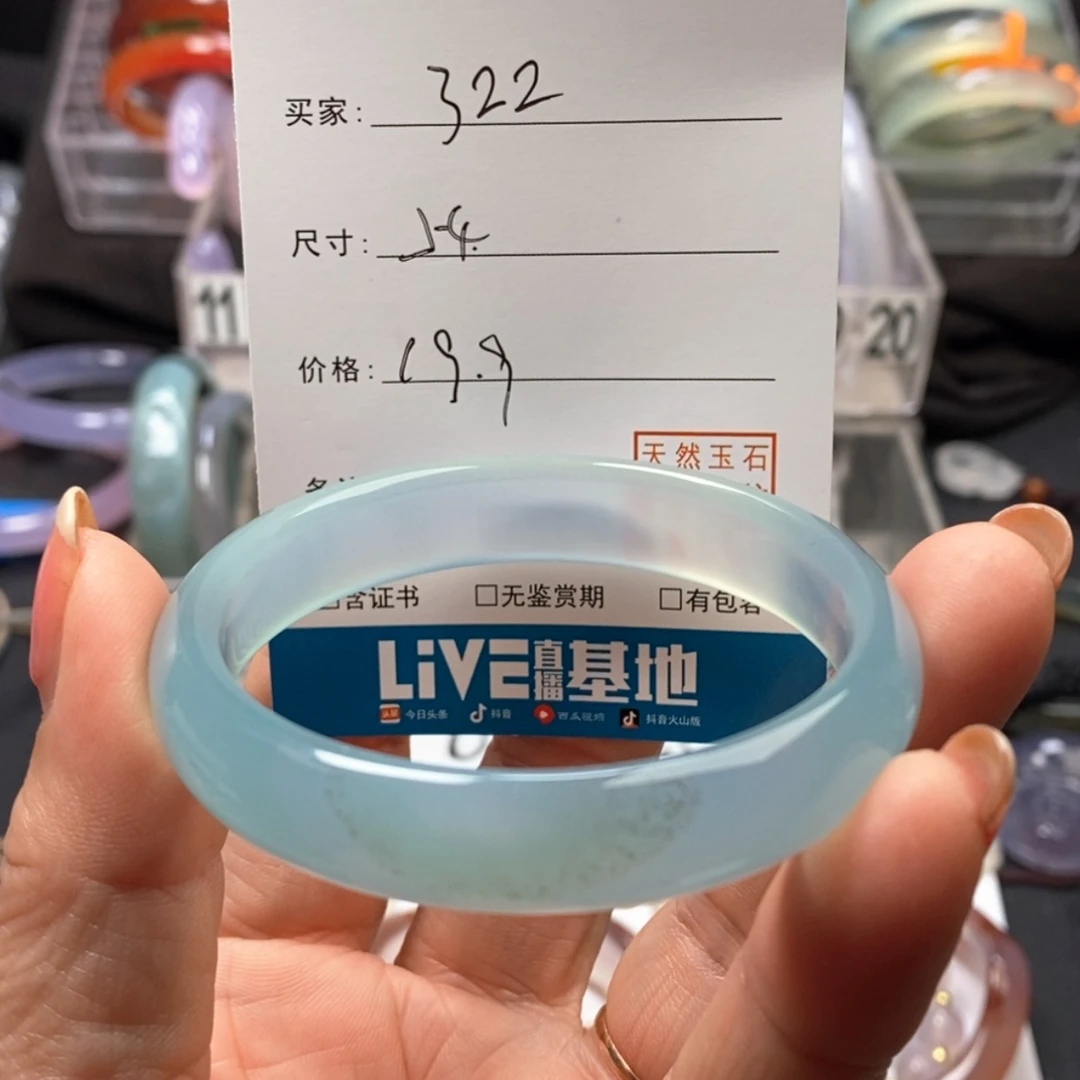 买家: 322
尺寸: 54.
价格: 19.9
天然玉石
含证书 无鉴赏期 有包者
LiVE直播基地
今日头条 抖音 西瓜视频 抖音火山版
11
20